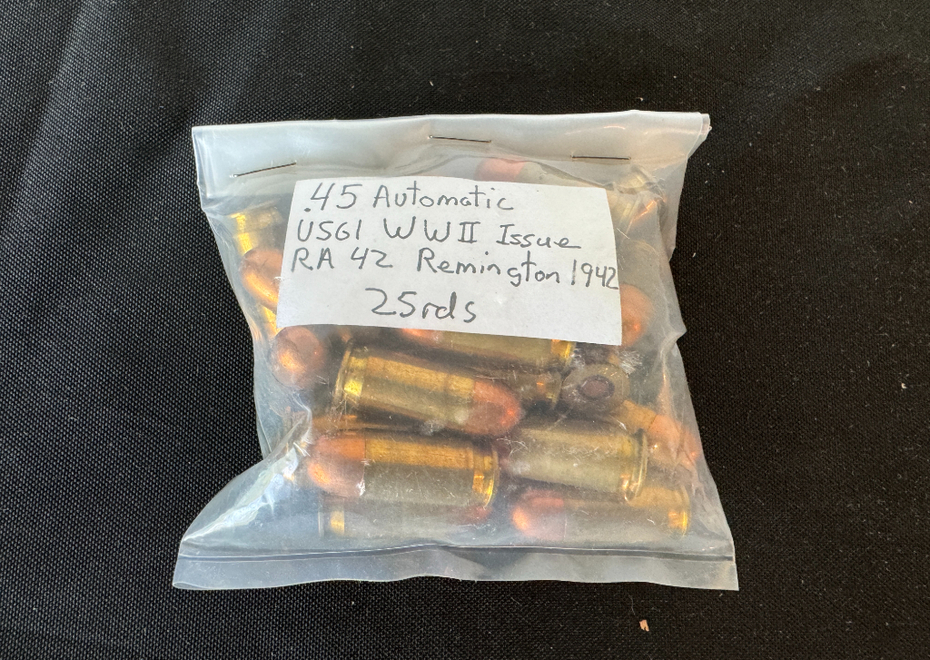 .45 Automatic
USGI WWII Issue
RA 42 Remington 1942
25rds